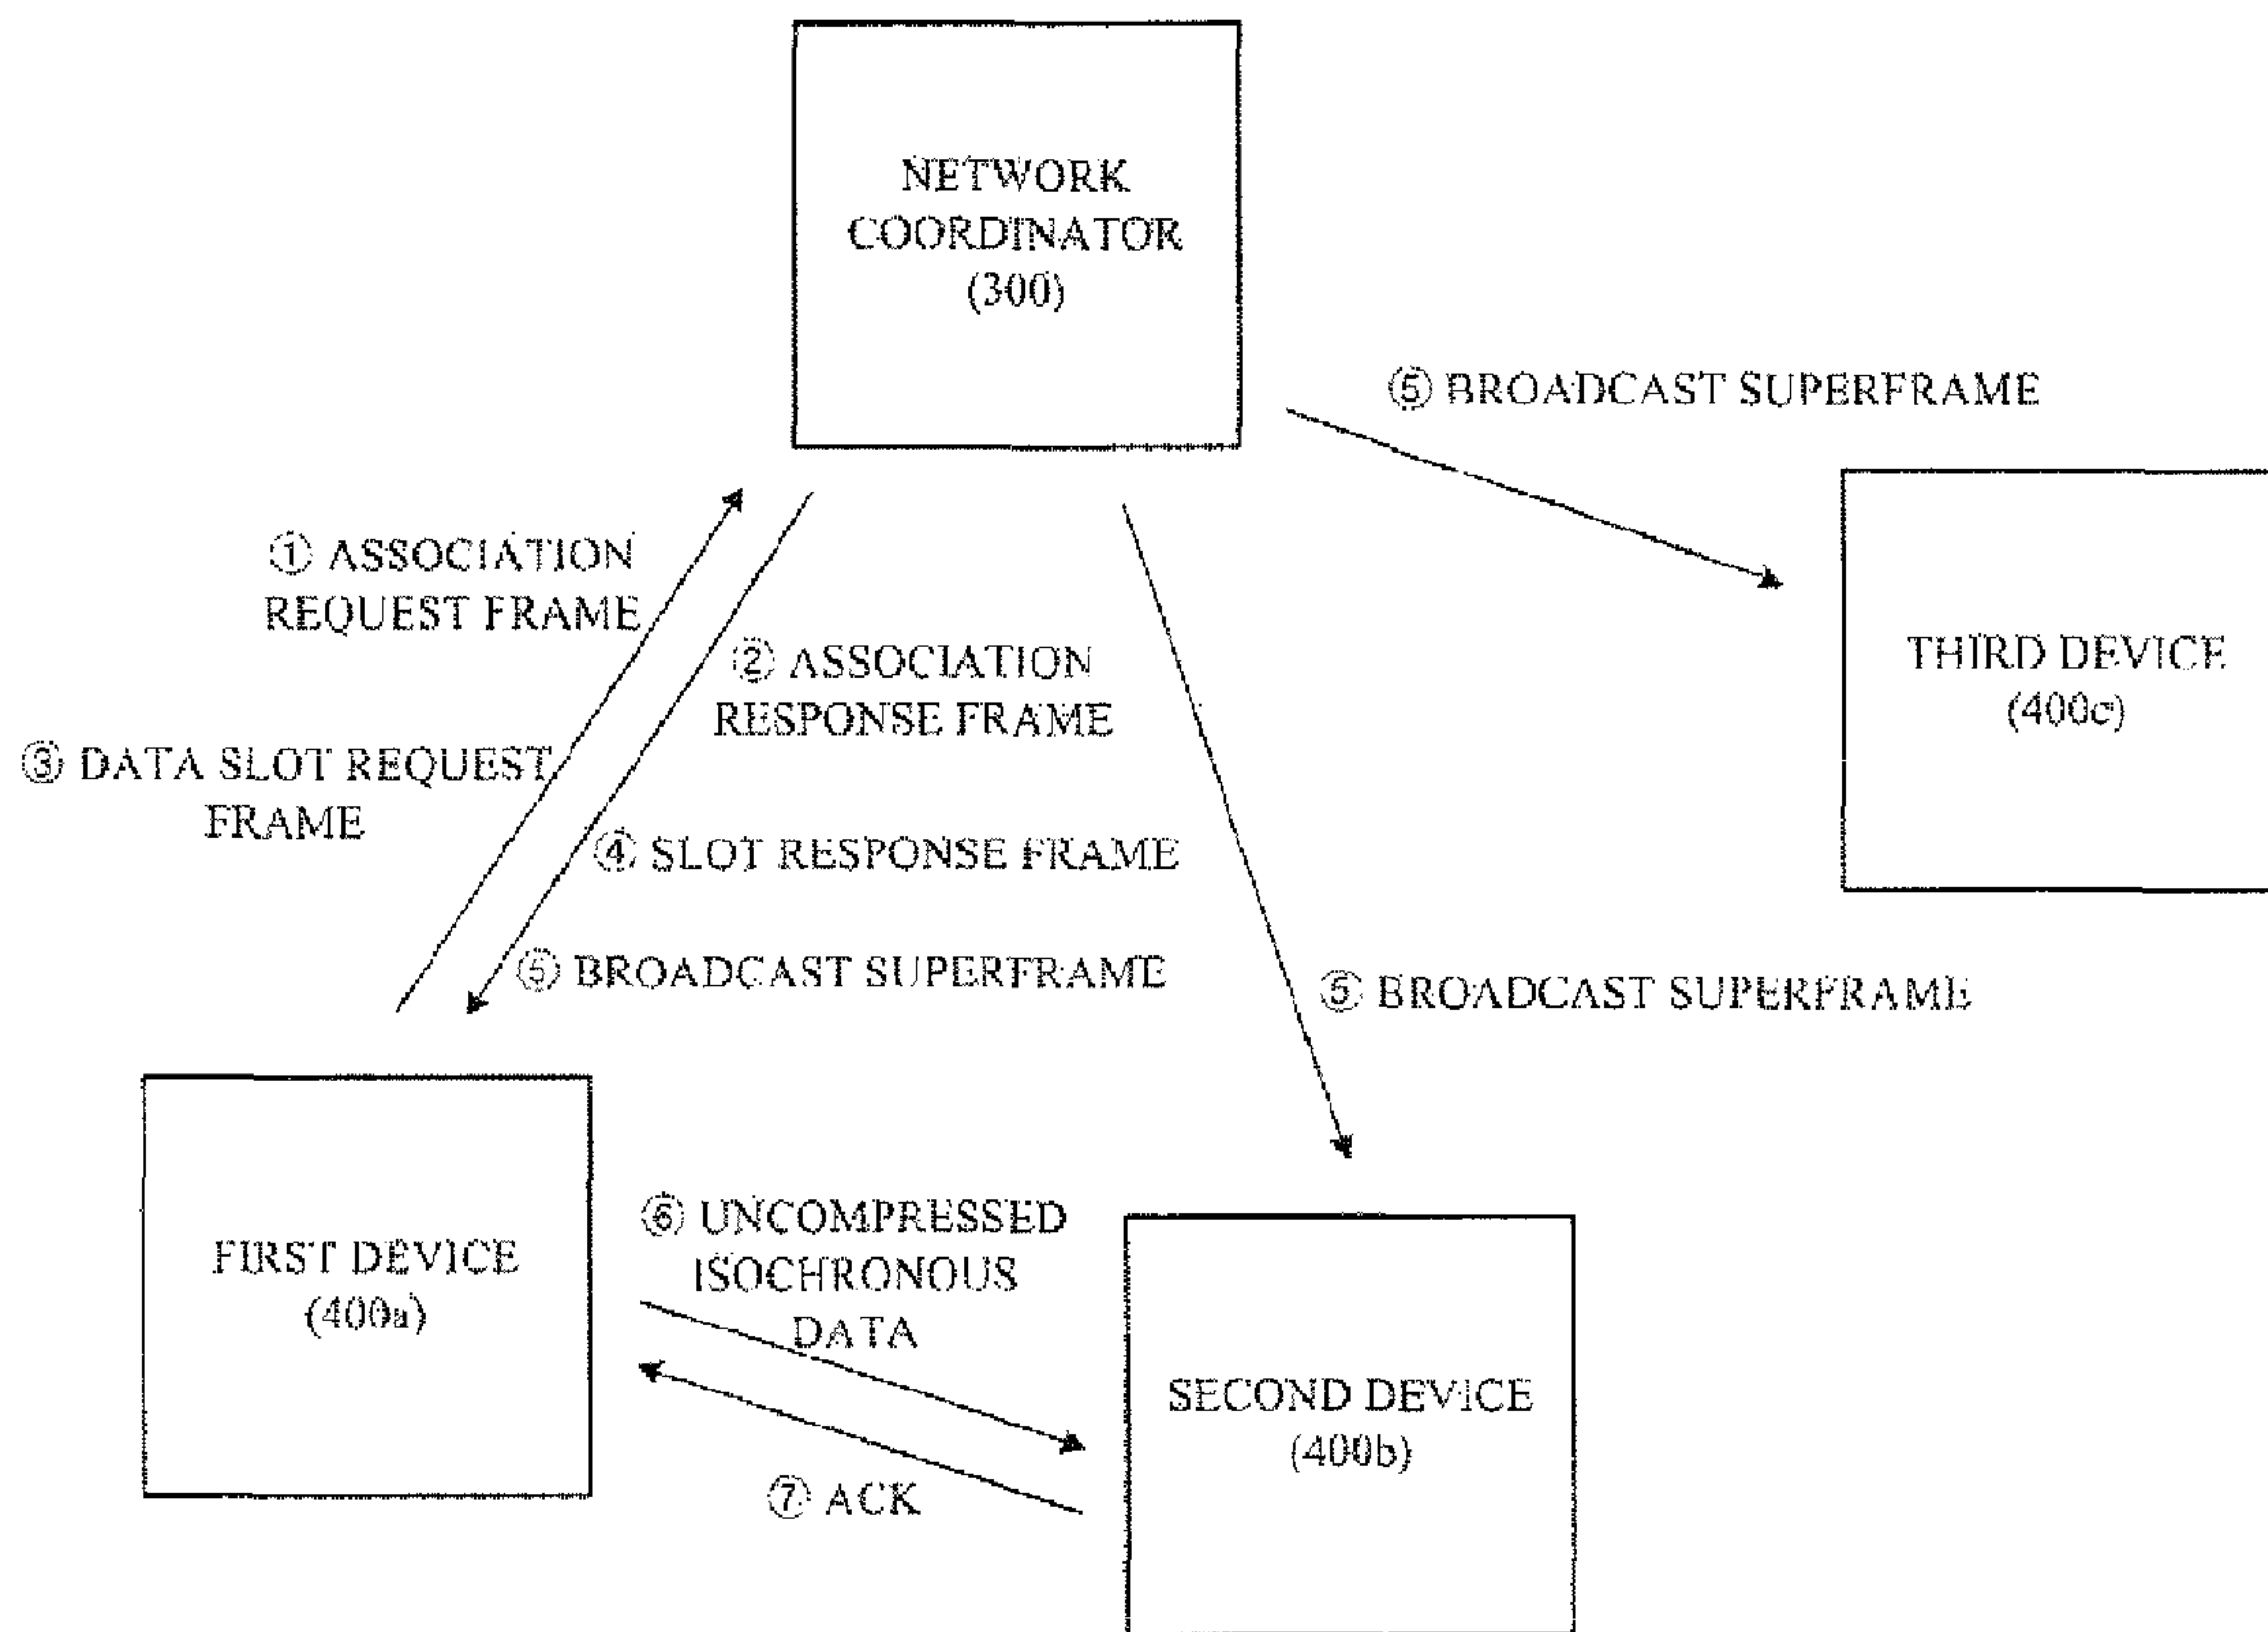 NETWORK
COORDINATOR
(300)
⑤ BROADCAST SUPERFRAME
① ASSOCIATION
REQUEST FRAME
② ASSOCIATION
RESPONSE FRAME
THIRD DEVICE
(400c)
③ DATA SLOT REQUEST
FRAME
④ SLOT RESPONSE FRAME
⑤ BROADCAST SUPERFRAME
⑤ BROADCAST SUPERFRAME
⑥ UNCOMPRESSED
ISOCHRONOUS
DATA
FIRST DEVICE
(400a)
SECOND DEVICE
(400b)
⑦ ACK